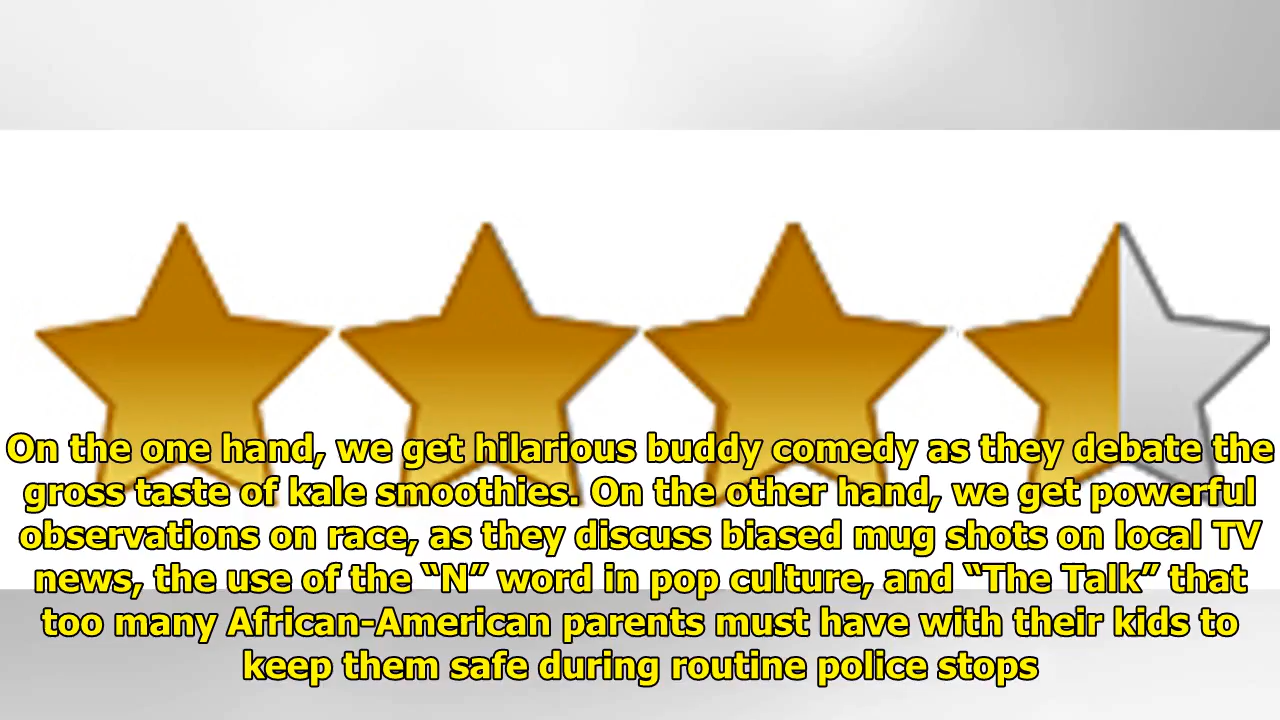 On the one hand, we get hilarious buddy comedy as they debate the
gross taste of kale smoothies. On the other hand, we get powerful
observations on race, as they discuss biased mug shots on local TV
news, the use of the “N” word in pop culture, and “The Talk” that
too many African-American parents must have with their kids to
keep them safe during routine police stops